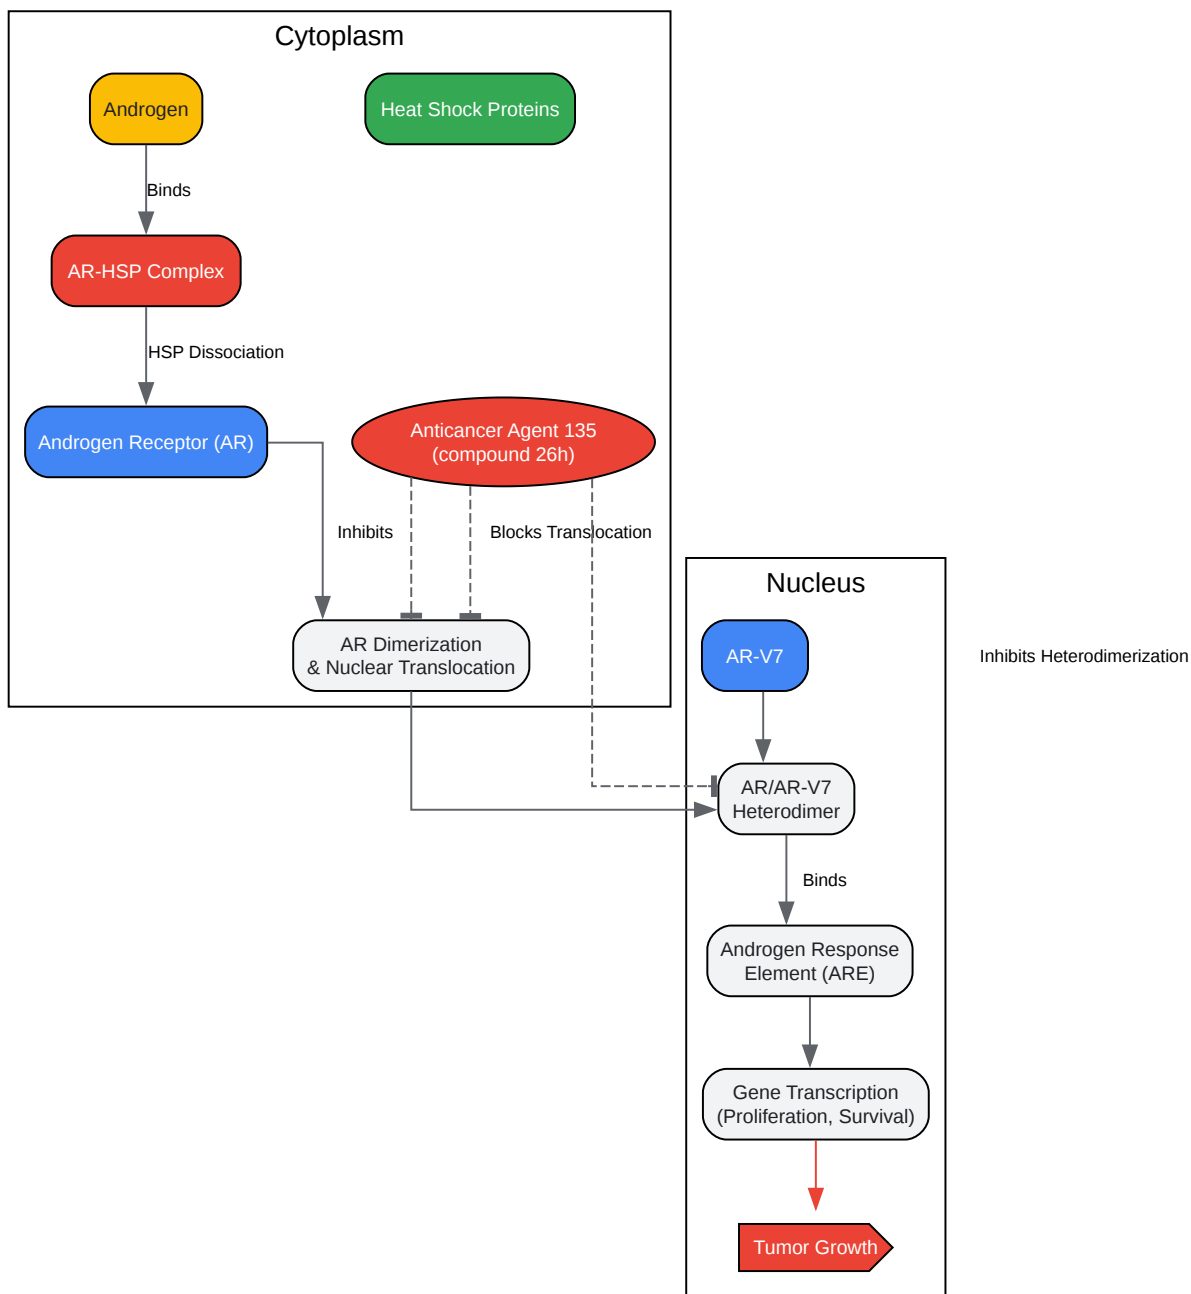 Cytoplasm
Androgen
Heat Shock Proteins
Binds
AR-HSP Complex
HSP Dissociation
Androgen Receptor (AR)
Anticancer Agent 135
(compound 26h)
Inhibits
Blocks Translocation
AR Dimerization
& Nuclear Translocation
Nucleus
AR-V7
Inhibits Heterodimerization
AR/AR-V7
Heterodimer
Binds
Androgen Response
Element (ARE)
Gene Transcription
(Proliferation, Survival)
Tumor Growth